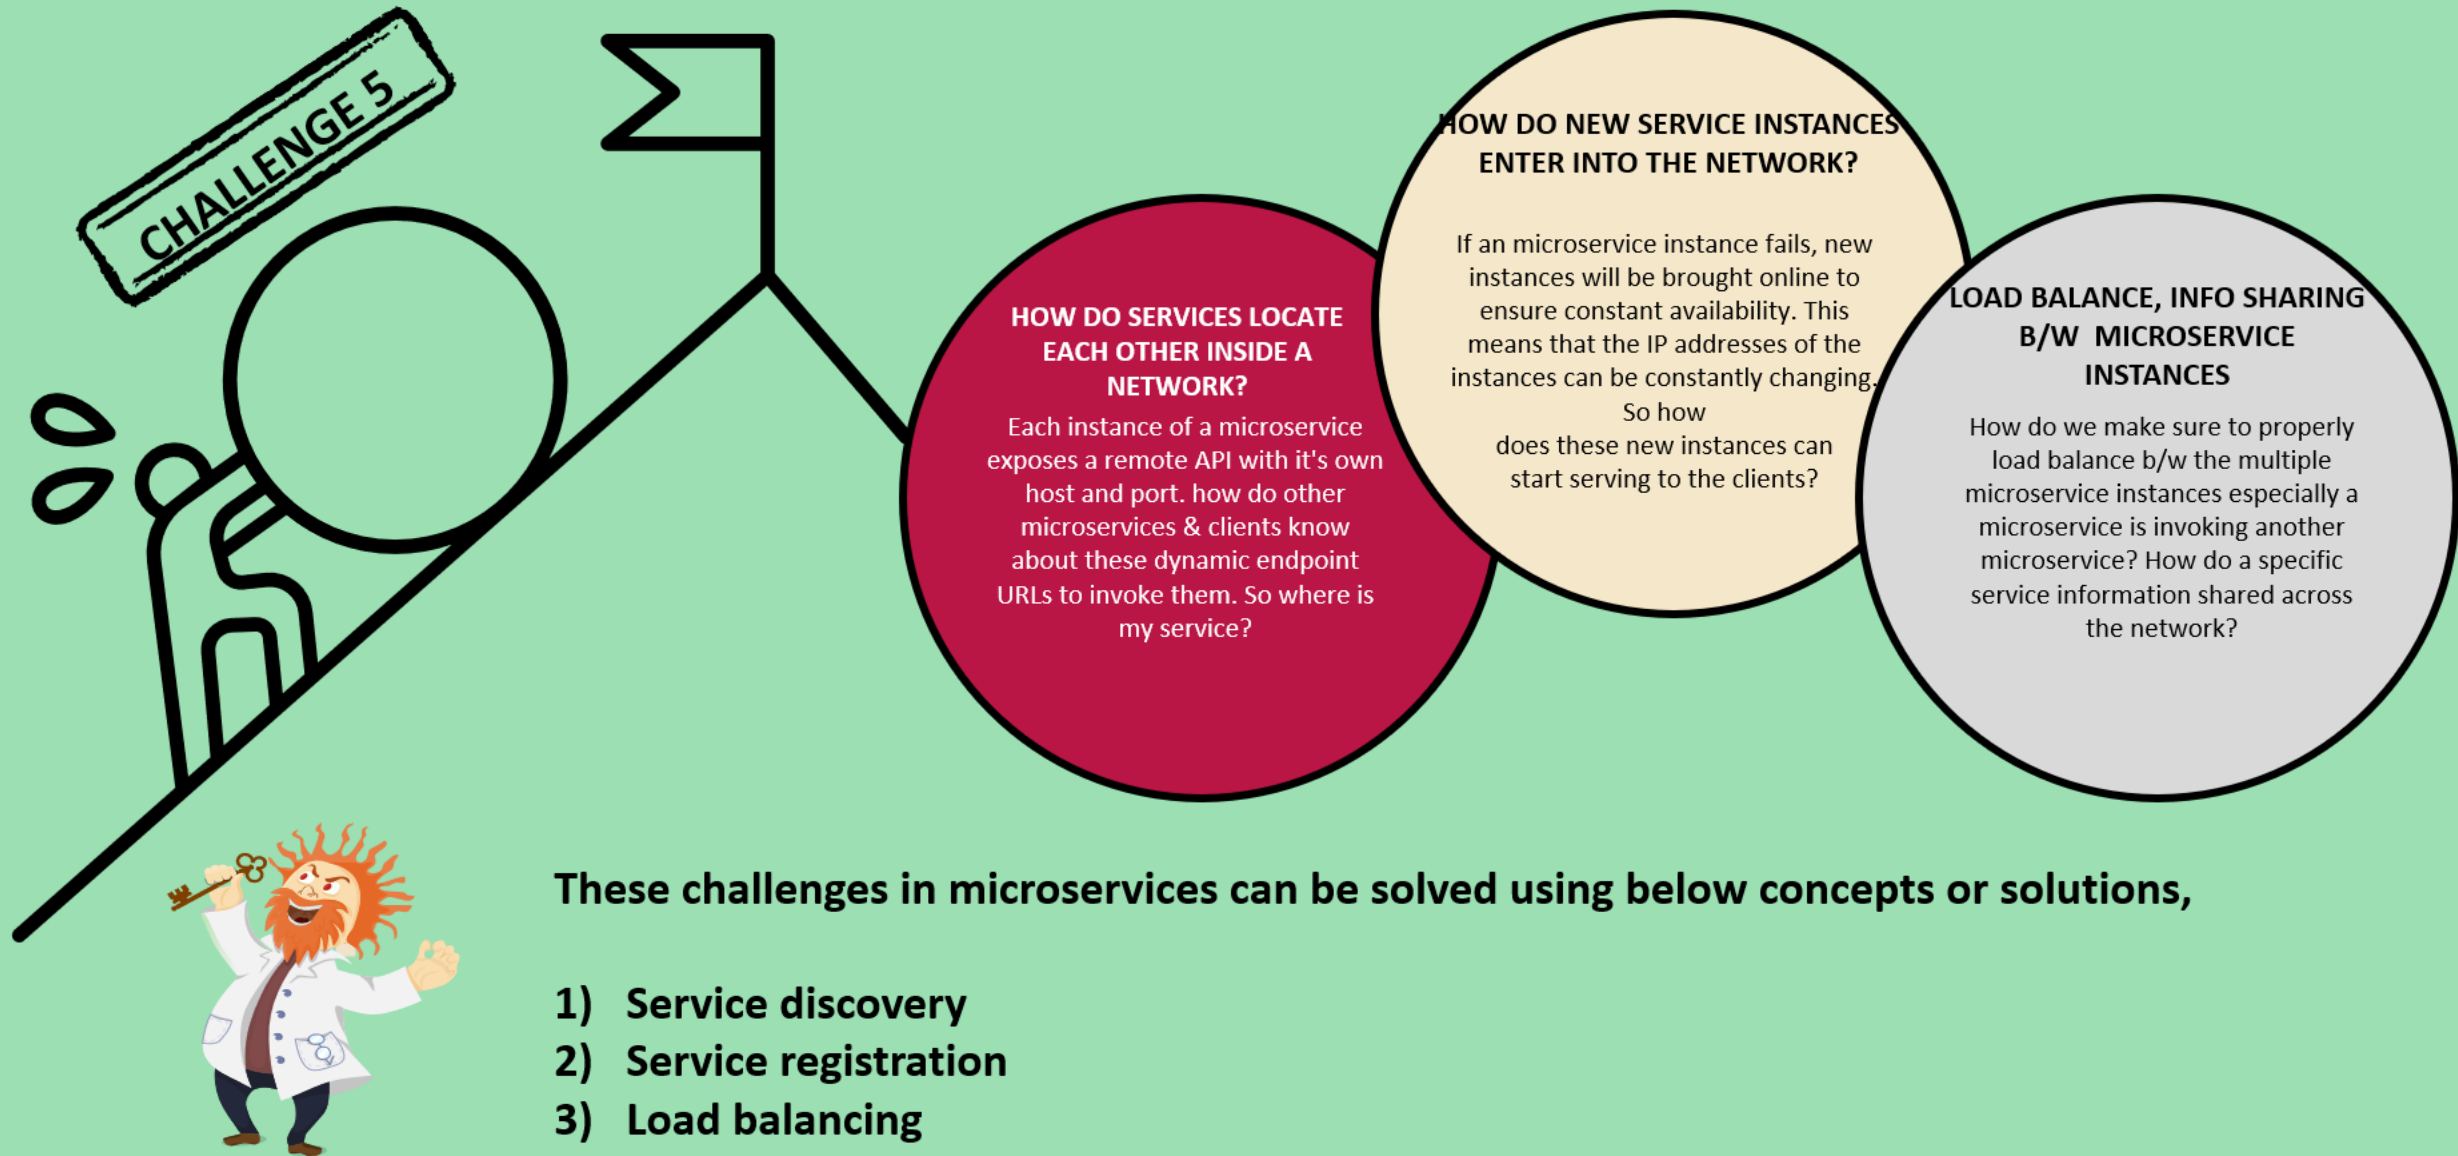 CHALLENGE 5
HOW DO SERVICES LOCATE
EACH OTHER INSIDE A
NETWORK?
Each instance of a microservice
exposes a remote API with it's own
host and port. how do other
microservices & clients know
about these dynamic endpoint
URLs to invoke them. So where is
my service?
HOW DO NEW SERVICE INSTANCES
ENTER INTO THE NETWORK?
If an microservice instance fails, new
instances will be brought online to
ensure constant availability. This
means that the IP addresses of the
instances can be constantly changing.
So how
does these new instances can
start serving to the clients?
LOAD BALANCE, INFO SHARING
B/W MICROSERVICE
INSTANCES
How do we make sure to properly
load balance b/w the multiple
microservice instances especially a
microservice is invoking another
microservice? How do a specific
service information shared across
the network?
These challenges in microservices can be solved using below concepts or solutions,
1) Service discovery
2) Service registration
3) Load balancing